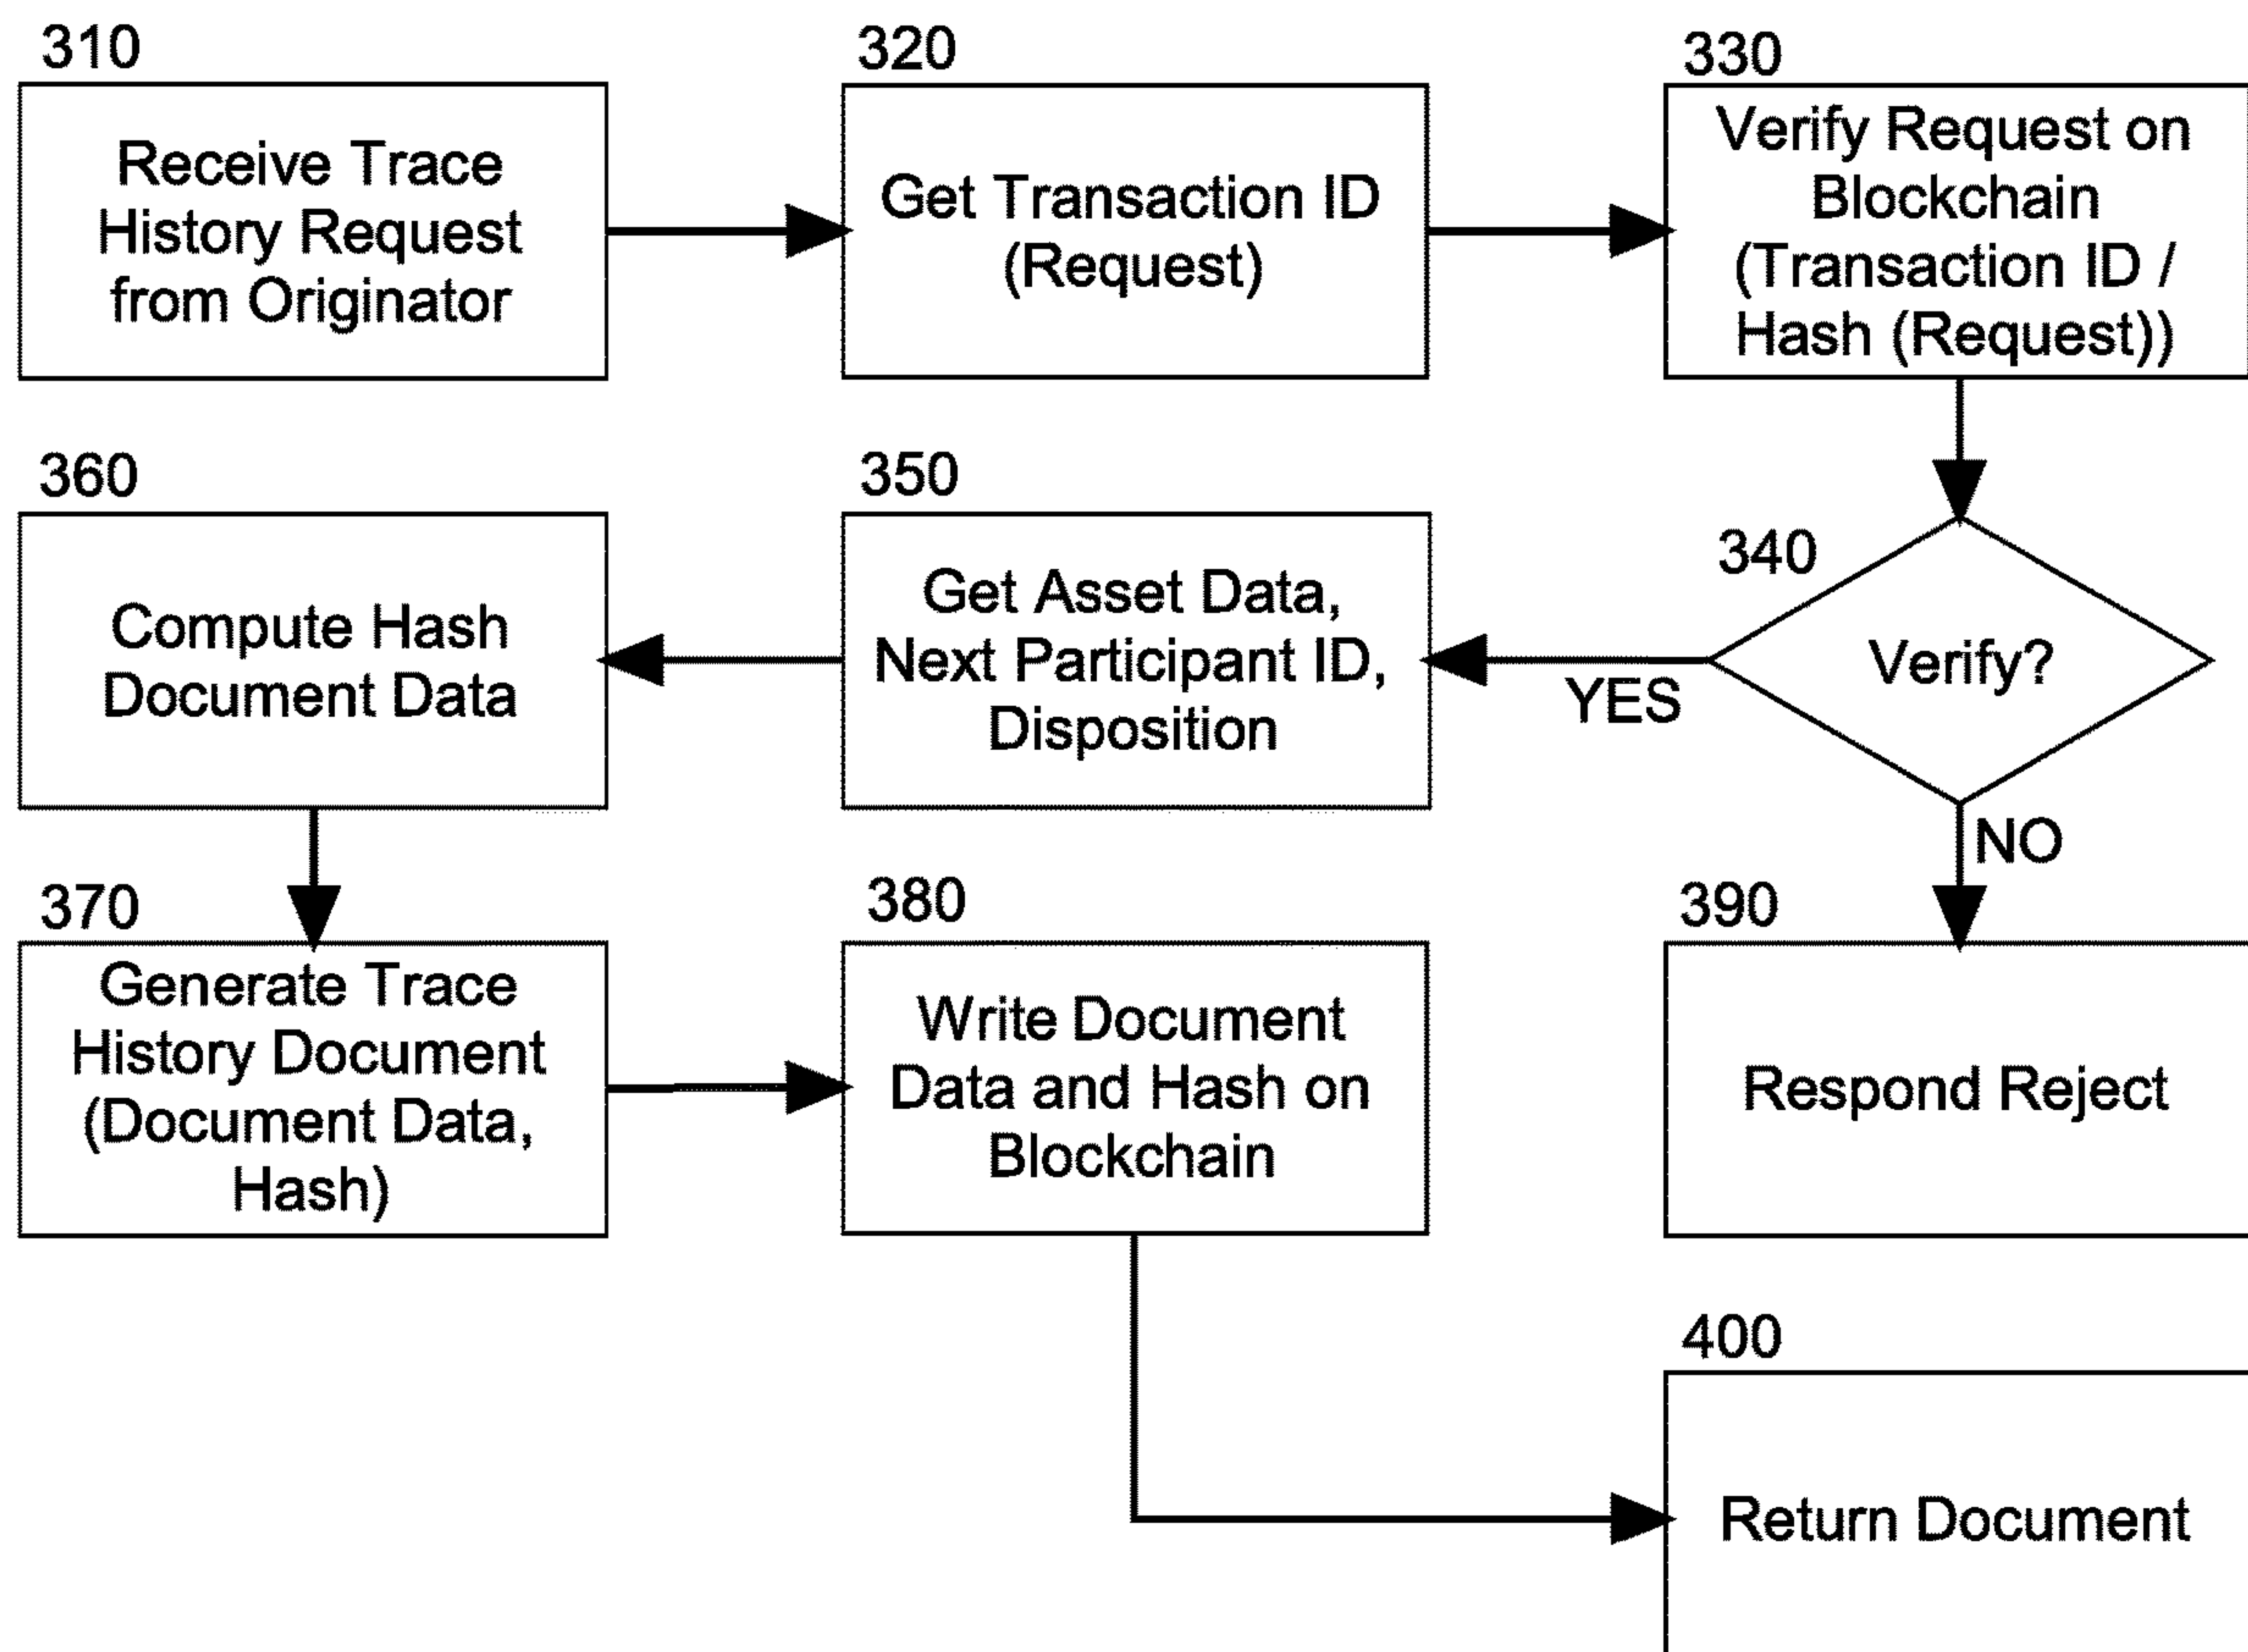 310
Receive Trace
History Request
from Originator
320
Get Transaction ID
(Request)
330
Verify Request on
Blockchain
(Transaction ID /
Hash (Request))
340
Verify?
YES
NO
350
Get Asset Data,
Next Participant ID,
Disposition
360
Compute Hash
Document Data
370
Generate Trace
History Document
(Document Data,
Hash)
380
Write Document
Data and Hash on
Blockchain
390
Respond Reject
400
Return Document